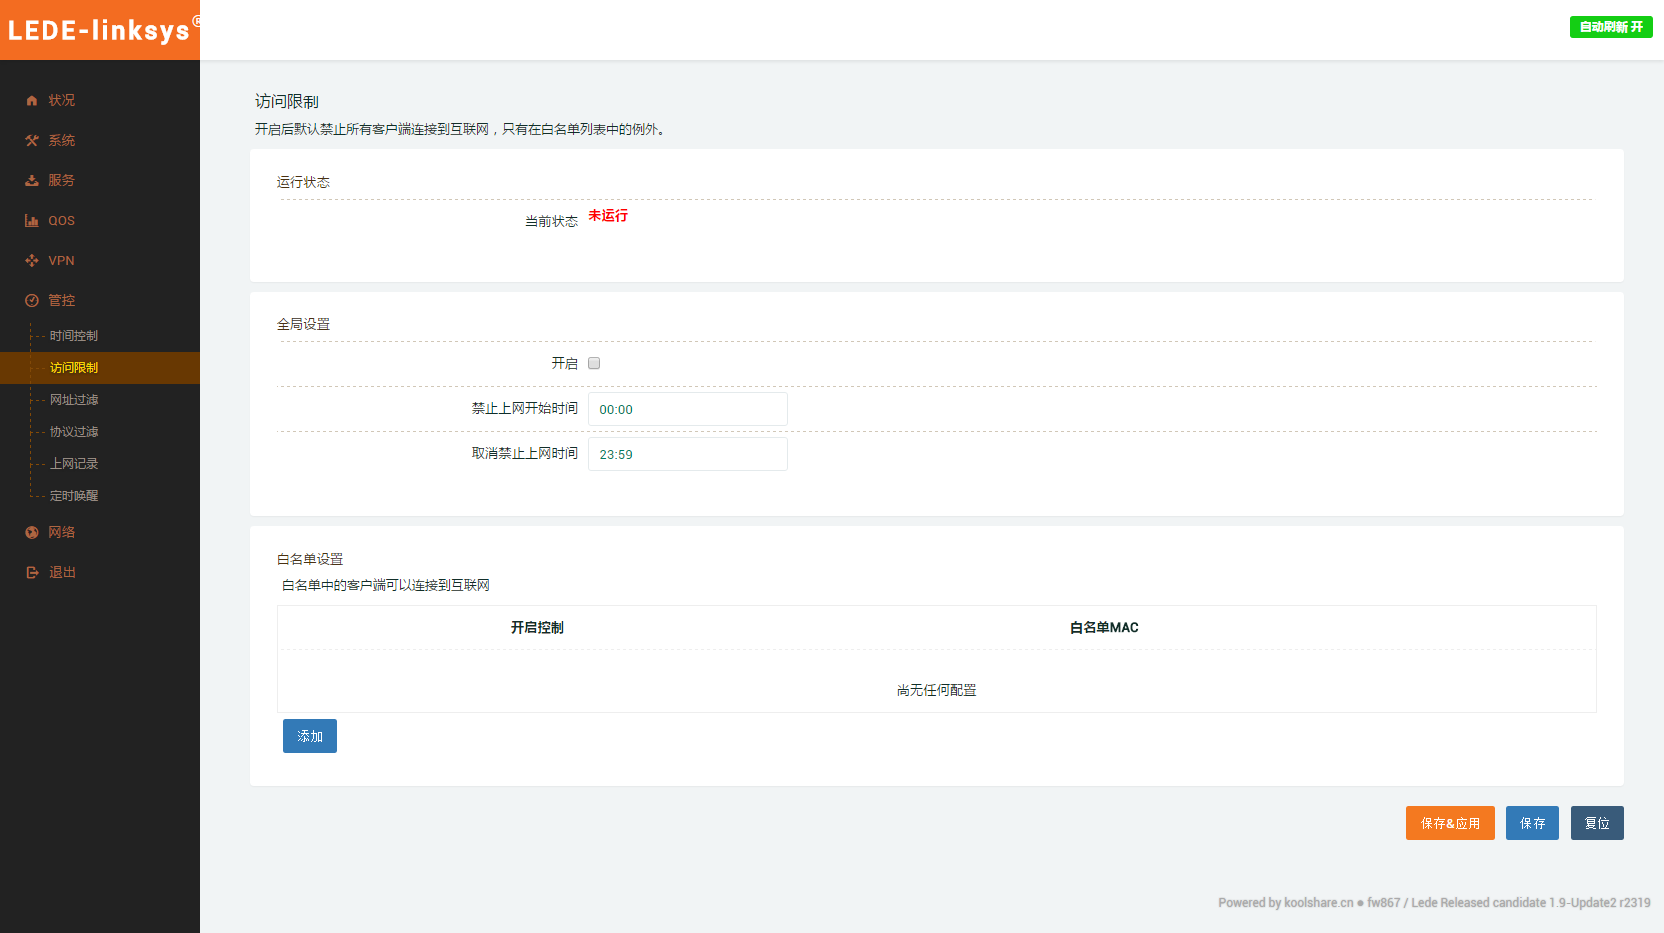 LEDE-linksys®
自动刷新 开
状况
系统
服务
QOS
VPN
管控
时间控制
访问限制
网址过滤
协议过滤
上网记录
定时唤醒
网络
退出
访问限制
开启后默认禁止所有客户端连接到互联网，只有在白名单列表中的例外。
运行状态
当前状态 未运行
全局设置
开启
禁止上网开始时间 00:00
取消禁止上网时间 23:59
白名单设置
白名单中的客户端可以连接到互联网
开启控制 白名单MAC
尚无任何配置
添加
保存&应用 保存 复位
Powered by koolshare.cn ● fw867 / Lede Released candidate 1.9-Update2 r2319